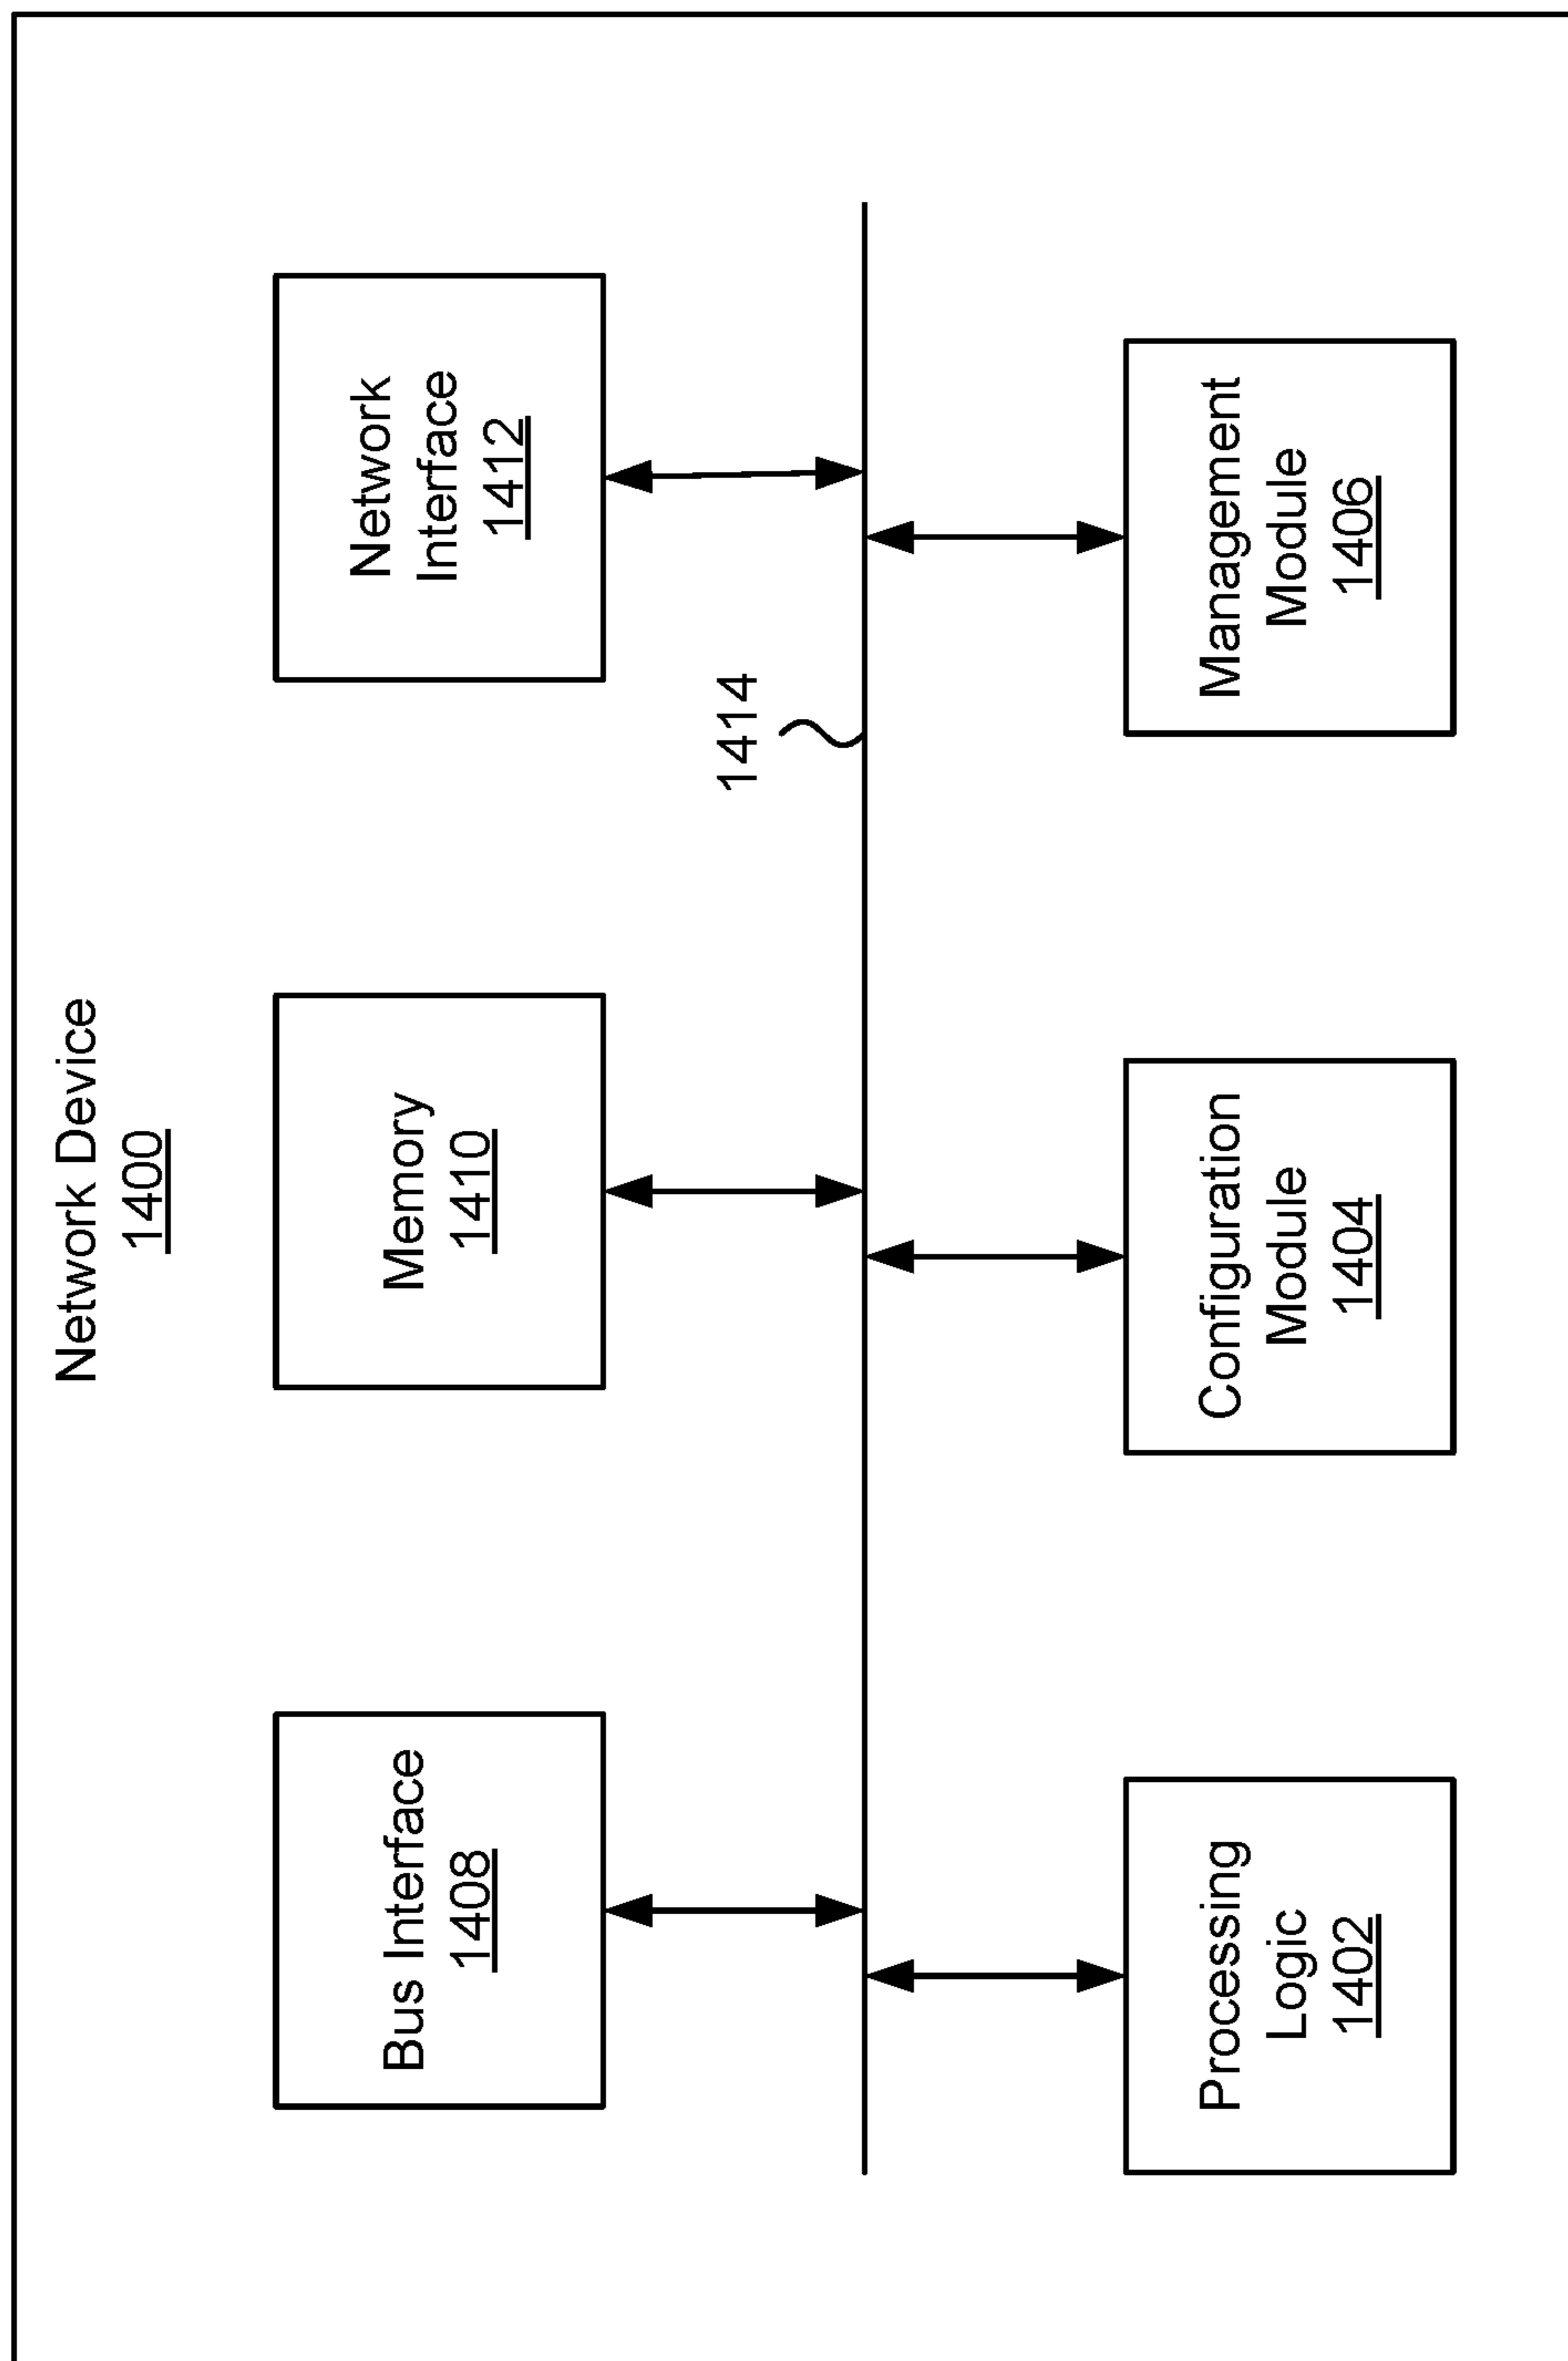 Network Device
1400
Bus Interface
1408
Memory
1410
Network
Interface
1412
1414
Processing
Logic
1402
Configuration
Module
1404
Management
Module
1406